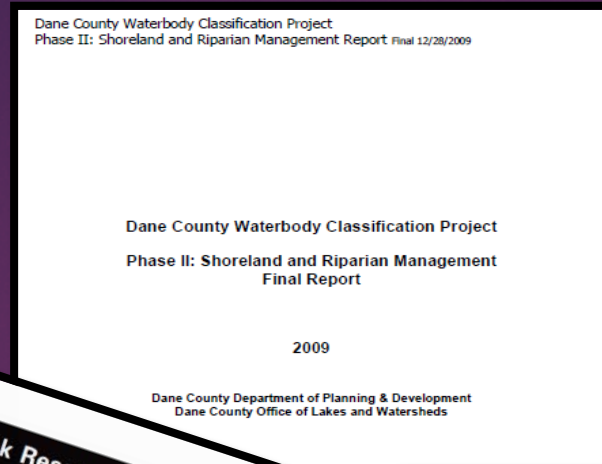 Dane County Waterbody Classification Project
Phase II: Shoreland and Riparian Management Report Final 12/28/2009
Dane County Waterbody Classification Project
Phase II: Shoreland and Riparian Management
Final Report
2009
Dane County Department of Planning & Development
Dane County Office of Lakes and Watersheds